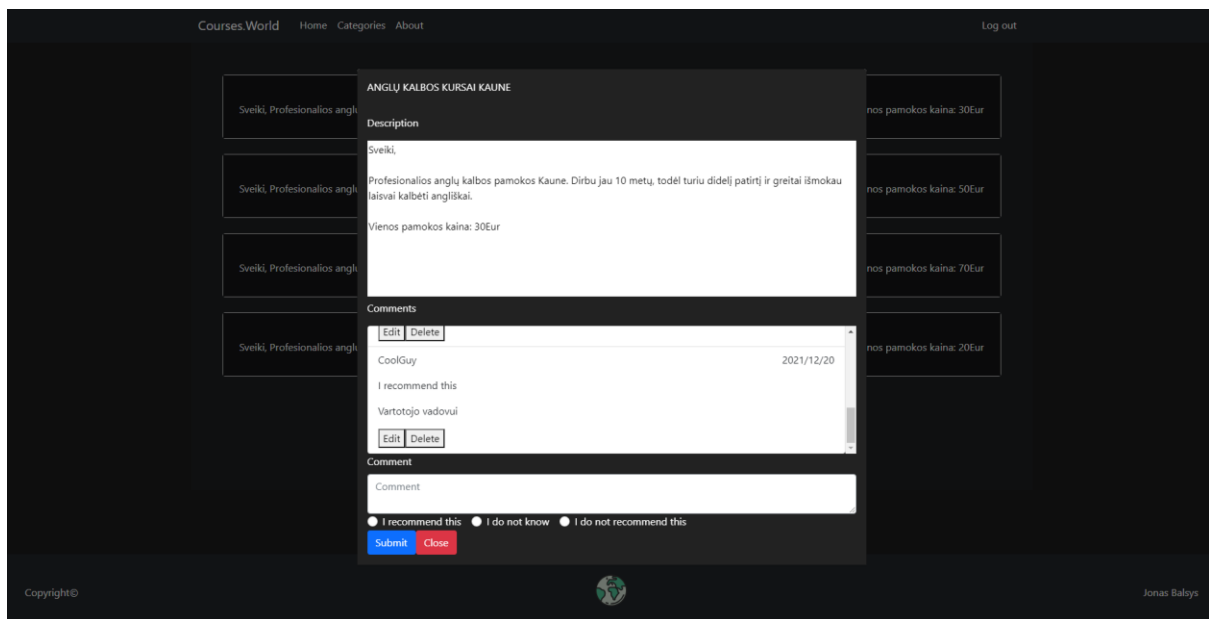 Courses.World Home Categories About Log out
ANGLŲ KALBOS KURSAI KAUNE
Description
Sveiki,
Profesionalios anglų kalbos pamokos Kaune. Dirbu jau 10 metų, todėl turiu didelį patirtį ir greitai išmokau
laisvai kalbėti angliškai.
Vienos pamokos kaina: 30Eur
Sveiki, Profesionalios anglų
nos pamokos kaina: 30Eur
Sveiki, Profesionalios anglų
nos pamokos kaina: 50Eur
Sveiki, Profesionalios anglų
nos pamokos kaina: 70Eur
Sveiki, Profesionalios anglų
nos pamokos kaina: 20Eur
Comments
Edit Delete
CoolGuy 2021/12/20
I recommend this
Vartotojo vadovui
Edit Delete
Comment
Comment
I recommend this I do not know I do not recommend this
Submit Close
Copyright© Jonas Balsys